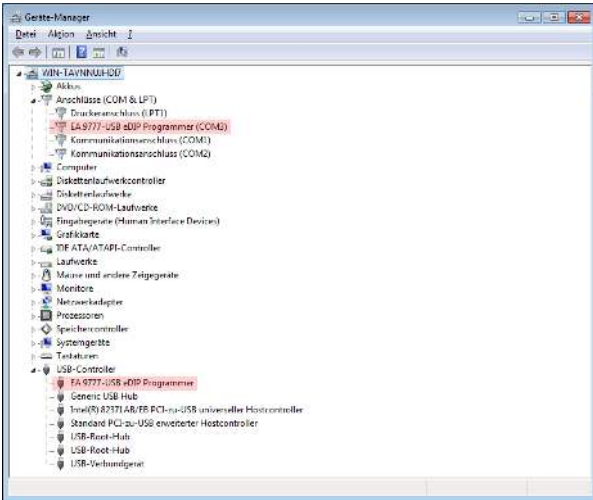 Geräte-Manager
Datei Aktion Ansicht ?
WIN-TAVNNUJHDI7
Akkus
Anschlüsse (COM & LPT)
Druckeranschluss (LPT1)
EA 9777-USB eDIP Programmer (COM3)
Kommunikationsanschluss (COM1)
Kommunikationsanschluss (COM2)
Computer
Diskettenlaufwerkcontroller
Diskettenlaufwerke
DVD/CD-ROM-Laufwerke
Eingabegeräte (Human Interface Devices)
Grafikkarte
IDE ATA/ATAPI-Controller
Laufwerke
Mäuse und andere Zeigegeräte
Monitore
Netzwerkadapter
Prozessoren
Speichercontroller
Systemgeräte
Tastaturen
USB-Controller
EA 9777-USB eDIP Programmer
Generic USB Hub
Intel(R) 82371AB/EB PCI-zu-USB universeller Hostcontroller
Standard PCI-zu-USB erweiterter Hostcontroller
USB-Root-Hub
USB-Root-Hub
USB-Verbundgerät